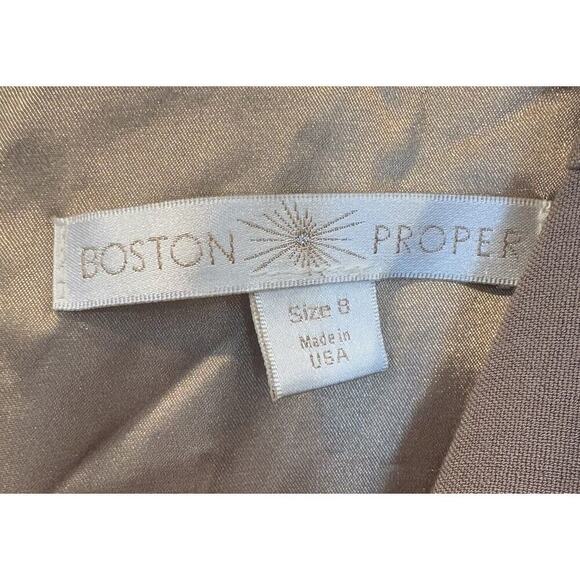 BOSTON PROPER
Size 8
Made in
USA